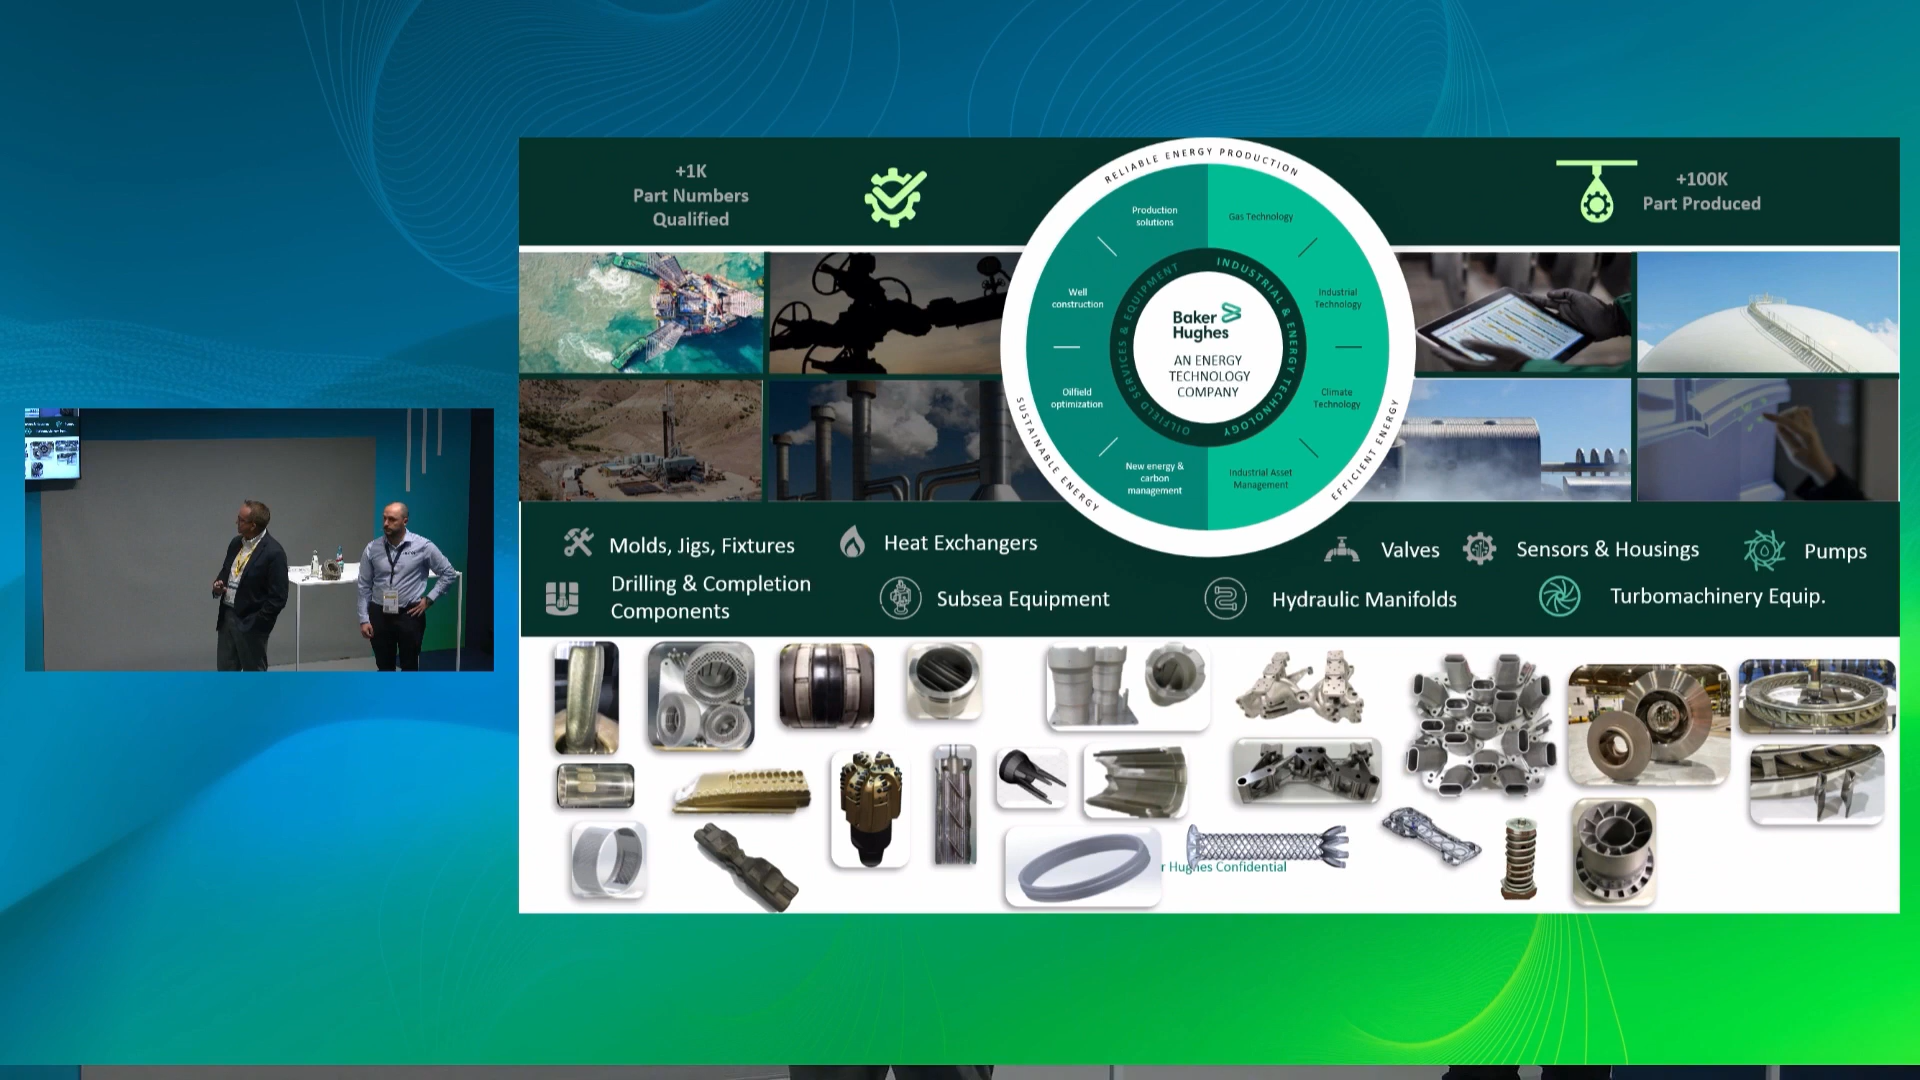 +1K
Part Numbers
Qualified
+100K
Part Produced
RELIABLE ENERGY PRODUCTION
SUSTAINABLE ENERGY
EFFICIENT ENERGY
Production
solutions
Well
construction
Oilfield
optimization
New energy &
carbon
management
Gas Technology
Industrial
Technology
Climate
Technology
Industrial Asset
Management
OILFIELD SERVICES & EQUIPMENT
INDUSTRIAL & ENERGY TECHNOLOGY
Baker
Hughes
AN ENERGY
TECHNOLOGY
COMPANY
Molds, Jigs, Fixtures
Heat Exchangers
Valves
Sensors & Housings
Pumps
Drilling & Completion
Components
Subsea Equipment
Hydraulic Manifolds
Turbomachinery Equip.
r Hughes Confidential